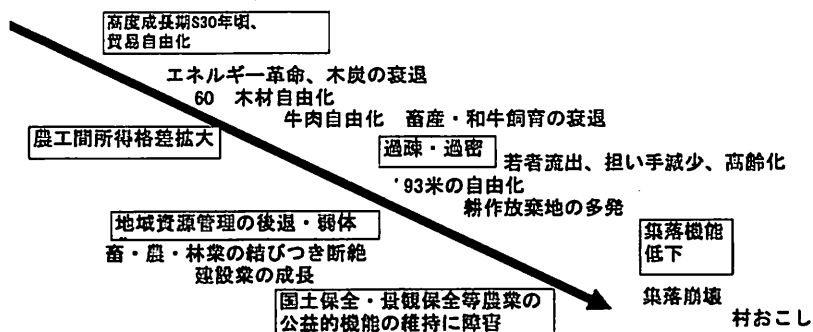 高度成長期S30年頃、
貿易自由化
エネルギー革命、木炭の衰退
60 木材自由化
牛肉自由化 畜産・和牛飼育の衰退
農工間所得格差拡大
過疎・過密
若者流出、担い手減少、高齢化
'93米の自由化
耕作放棄地の多発
地域資源管理の後退・弱体
畜・農・林業の結びつき断絶
建設業の成長
集落機能
低下
国土保全・景観保全等農業の
公益的機能の維持に障害
集落崩壊
村おこし